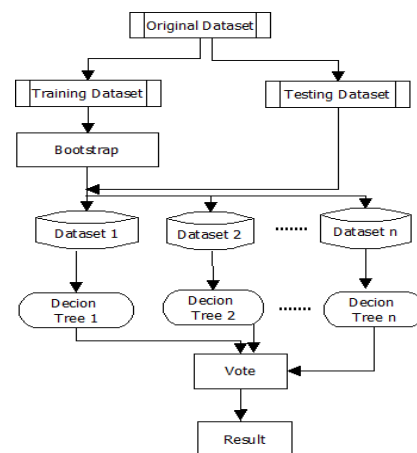 Original Dataset
Training Dataset
Testing Dataset
Bootstrap
Dataset 1
Dataset 2
Dataset n
Decion
Tree 1
Decion
Tree 2
Decion
Tree n
Vote
Result